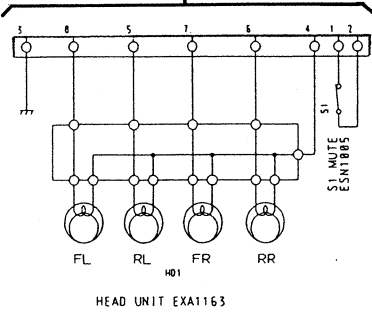 3 8 5 7 6 4 1 2
S1
S1 MUTE
ESN1005
FL RL FR RR
HD1
HEAD UNIT EXA1163